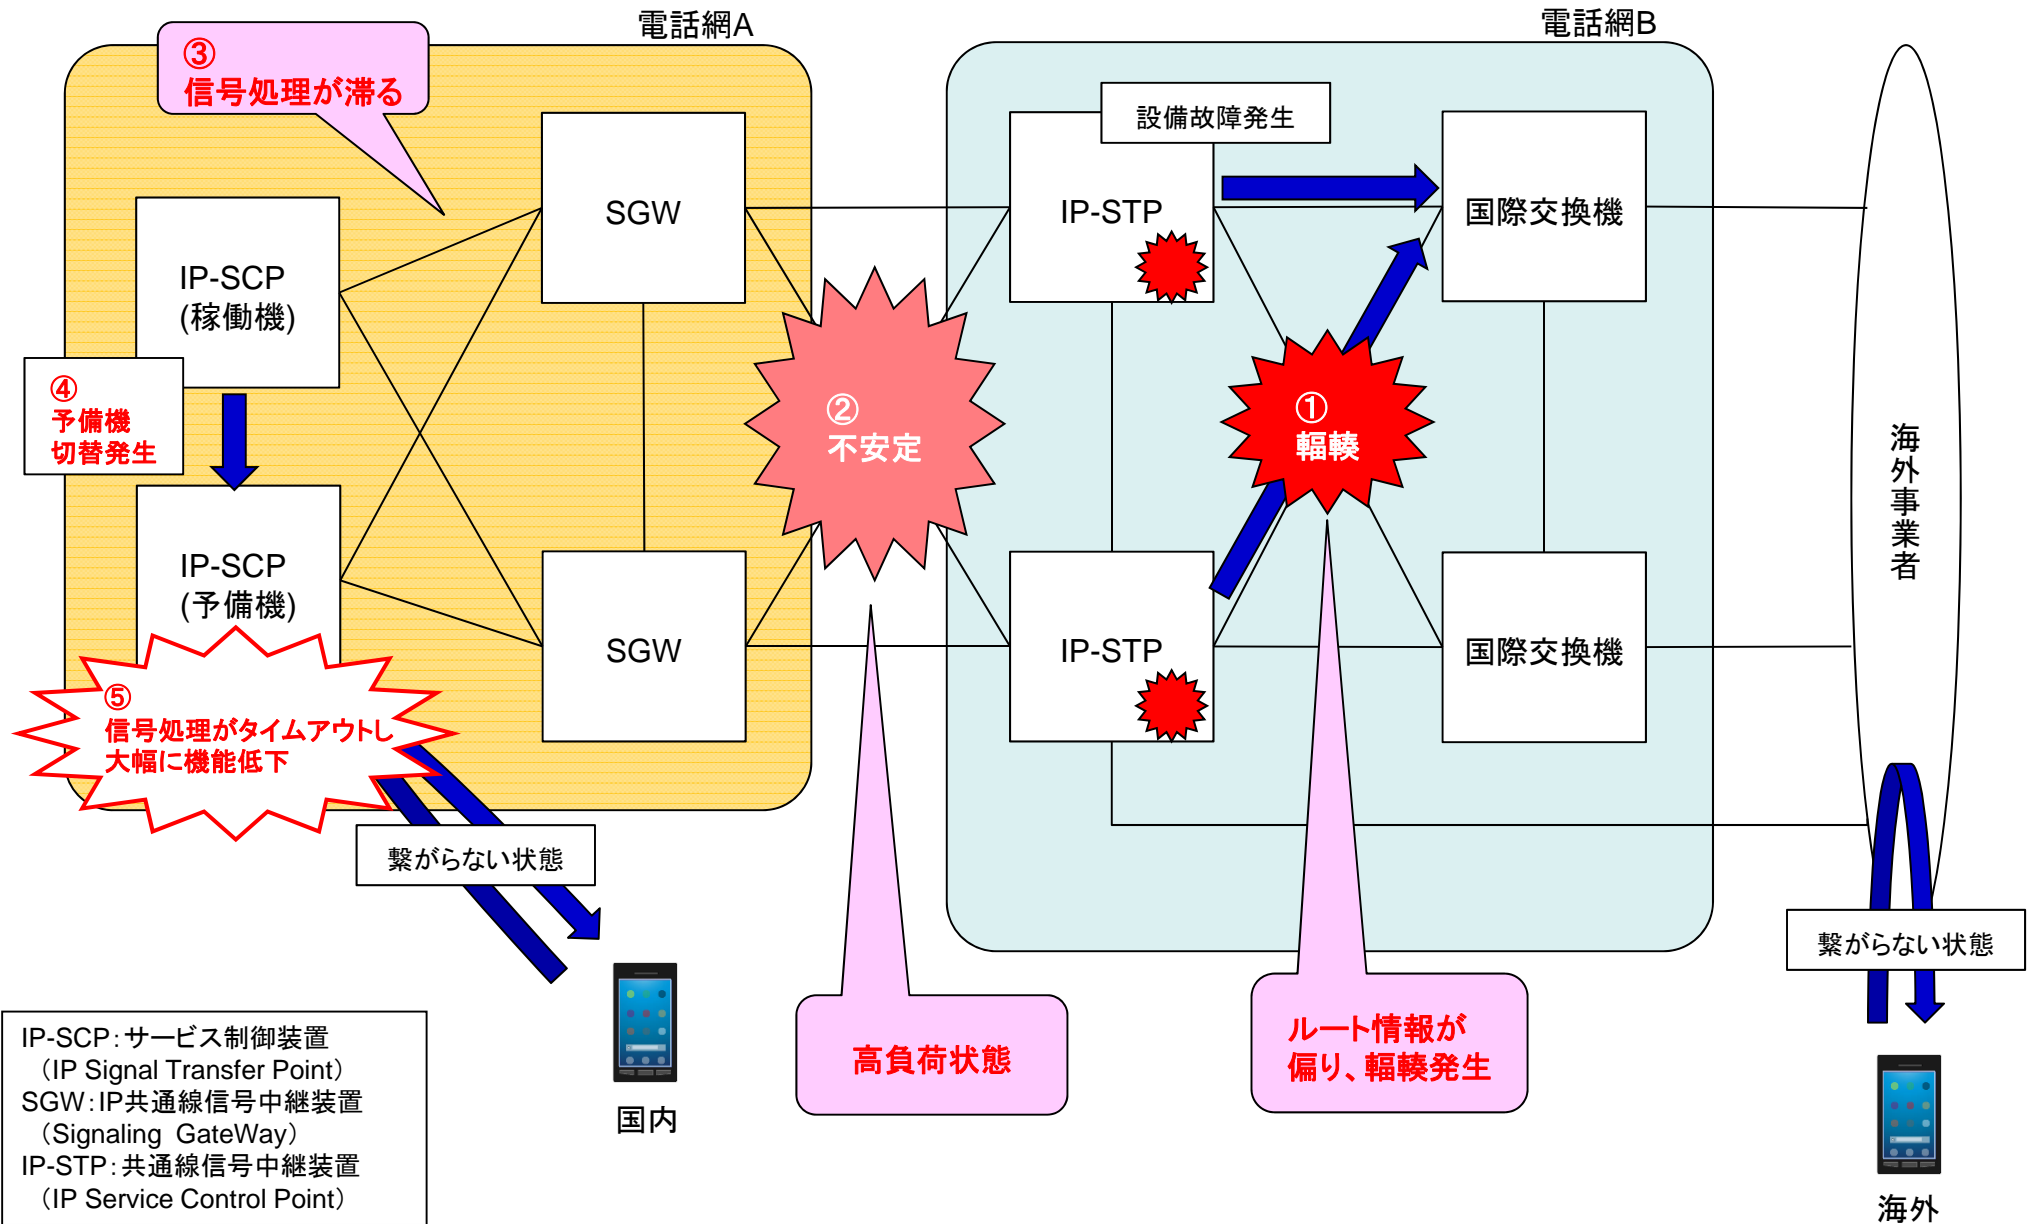 電話網A
電話網B
③
信号処理が滞る
設備故障発生
SGW
IP-STP
国際交換機
IP-SCP
(稼働機)
④
予備機
切替発生
②
不安定
①
輻輳
海外事業者
IP-SCP
(予備機)
SGW
IP-STP
国際交換機
⑤
信号処理がタイムアウトし
大幅に機能低下
繋がらない状態
繋がらない状態
高負荷状態
ルート情報が
偏り、輻輳発生
国内
海外
IP-SCP：サービス制御装置
（IP Signal Transfer Point）
SGW：IP共通線信号中継装置
（Signaling GateWay）
IP-STP：共通線信号中継装置
（IP Service Control Point）